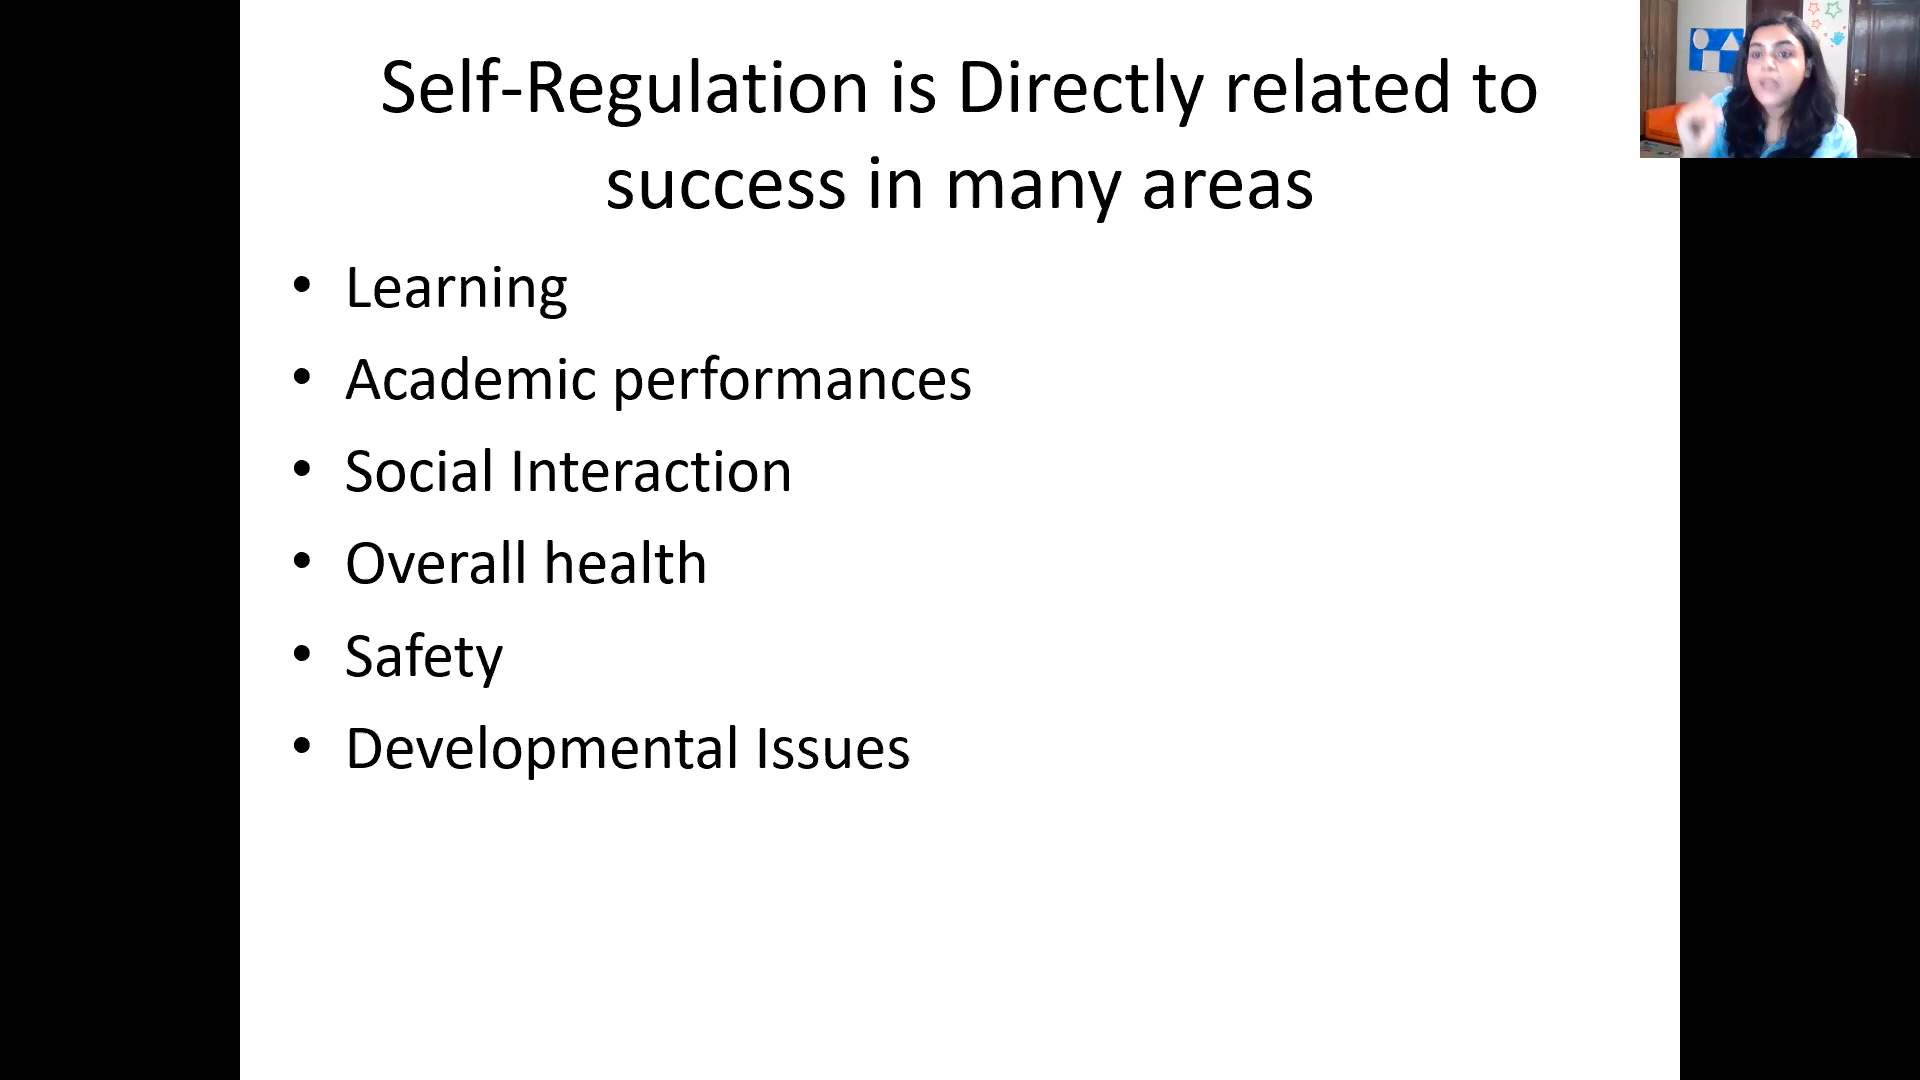 Self-Regulation is Directly related to
success in many areas
• Learning
• Academic performances
• Social Interaction
• Overall health
• Safety
• Developmental Issues